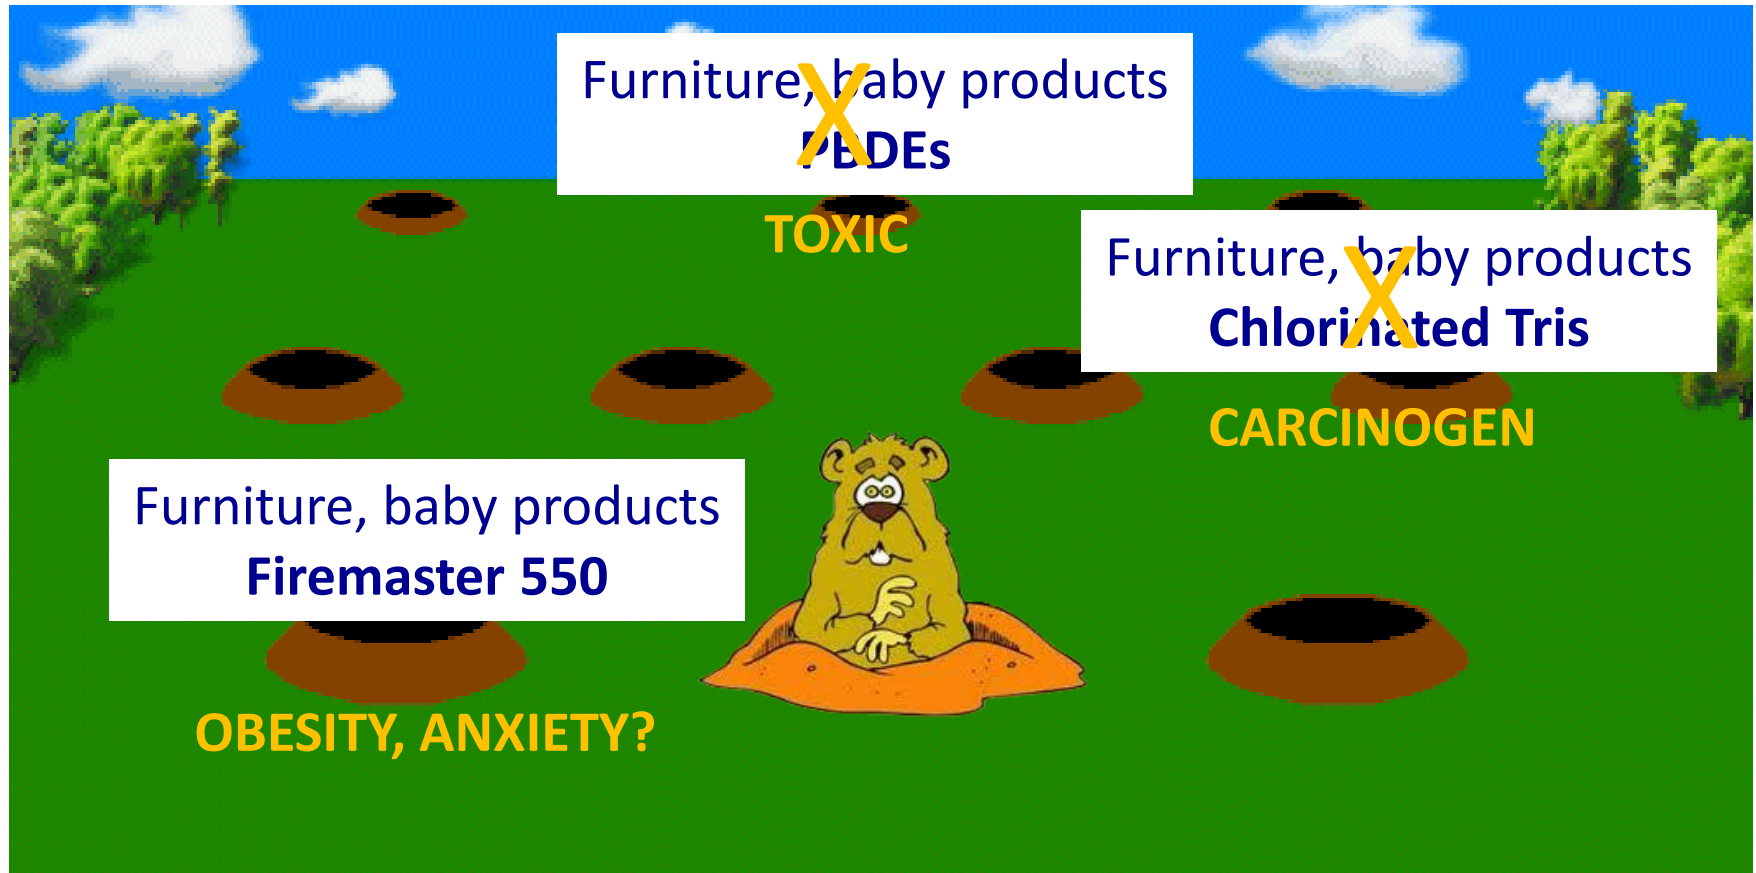 Furniture, baby products
PBDEs
X
TOXIC
Furniture, baby products
Chlorinated Tris
X
CARCINOGEN
Furniture, baby products
Firemaster 550
OBESITY, ANXIETY?